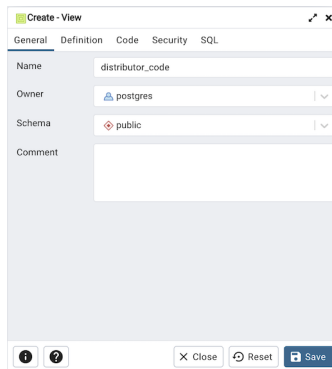 Create - View
General Definition Code Security SQL
Name distributor_code
Owner postgres
Schema public
Comment
Close Reset Save